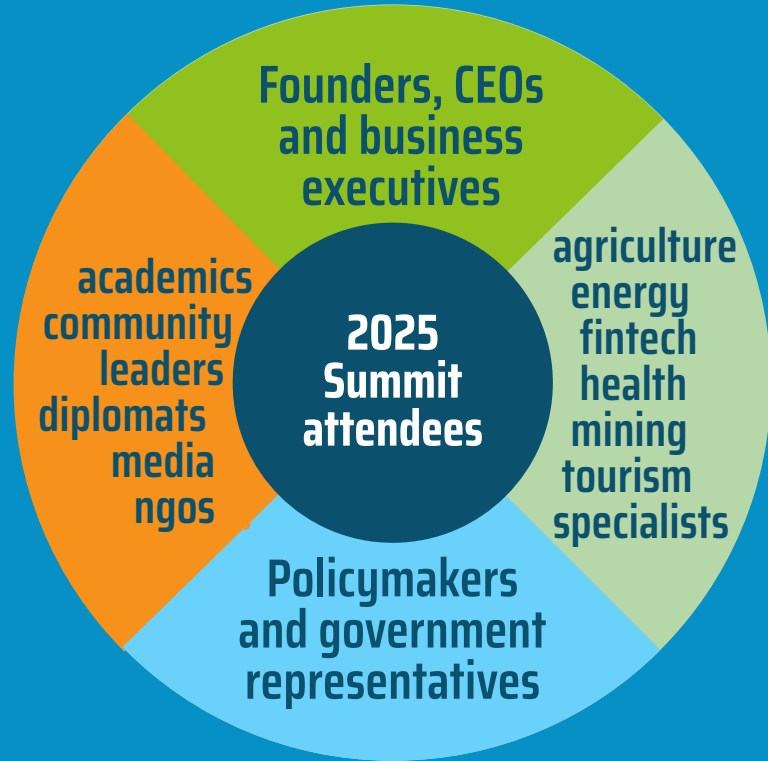 Founders, CEOs
and business
executives
agriculture
energy
fintech
health
mining
tourism
specialists
Policymakers
and government
representatives
academics
community
leaders
diplomats
media
ngos
2025
Summit
attendees